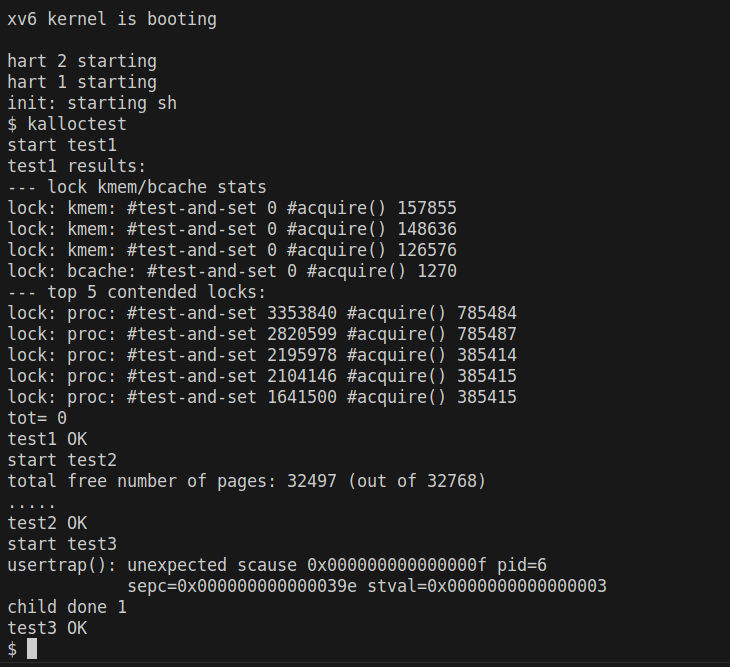 xv6 kernel is booting
hart 2 starting
hart 1 starting
init: starting sh
$ kalloctest
start test1
test1 results:
--- lock kmem/bcache stats
lock: kmem: #test-and-set 0 #acquire() 157855
lock: kmem: #test-and-set 0 #acquire() 148636
lock: kmem: #test-and-set 0 #acquire() 126576
lock: bcache: #test-and-set 0 #acquire() 1270
--- top 5 contended locks:
lock: proc: #test-and-set 3353840 #acquire() 785484
lock: proc: #test-and-set 2820599 #acquire() 785487
lock: proc: #test-and-set 2195978 #acquire() 385414
lock: proc: #test-and-set 2104146 #acquire() 385415
lock: proc: #test-and-set 1641500 #acquire() 385415
tot= 0
test1 OK
start test2
total free number of pages: 32497 (out of 32768)
.....
test2 OK
start test3
usertrap(): unexpected scause 0x000000000000000f pid=6
sepc=0x000000000000039e stval=0x0000000000000003
child done 1
test3 OK
$